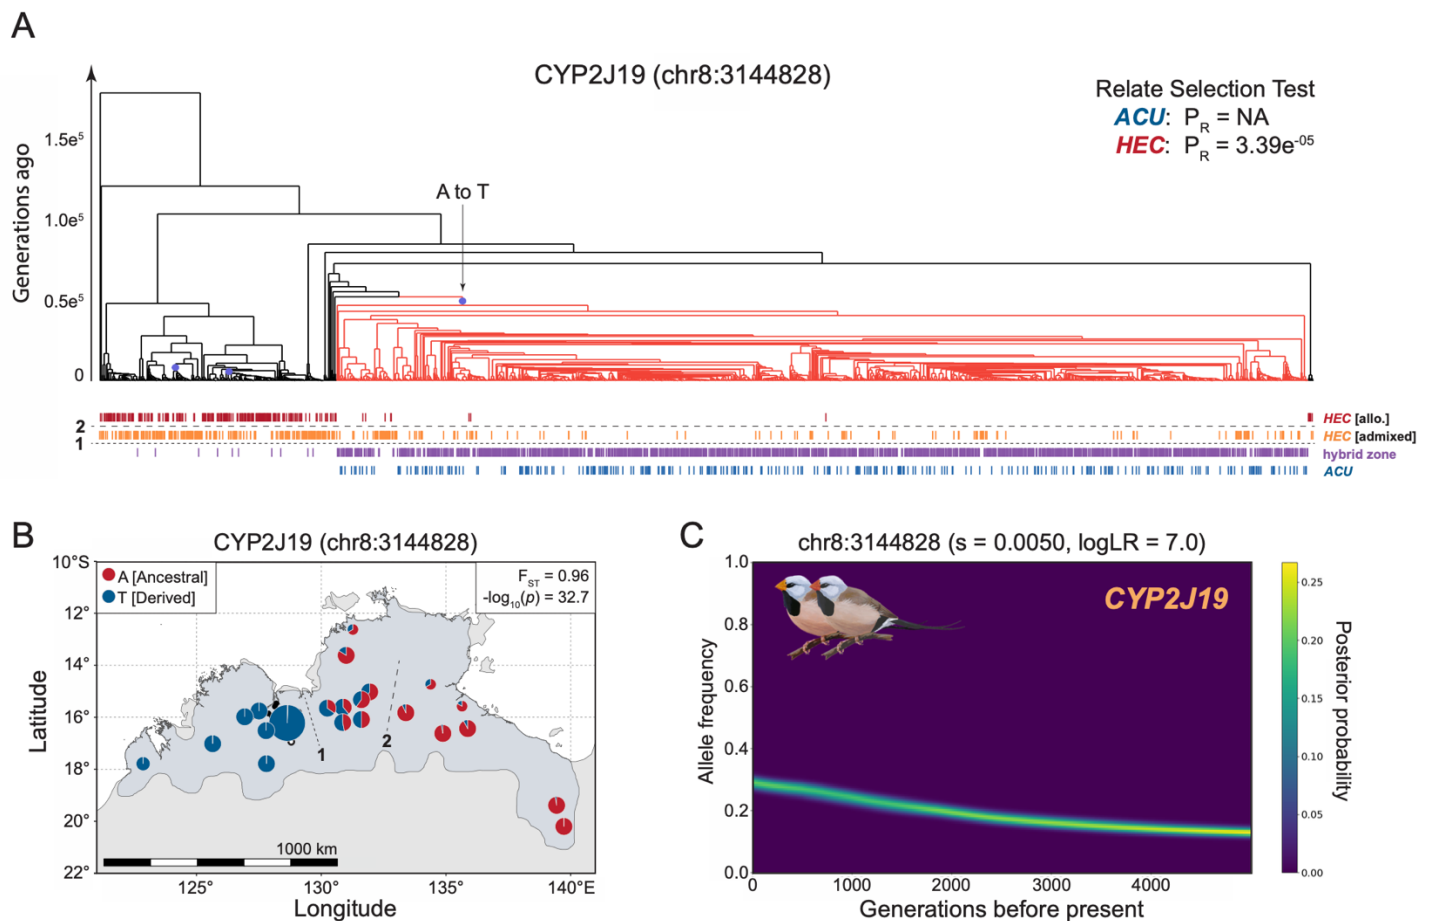 A
CYP2J19 (chr8:3144828)
Relate Selection Test
ACU: PR = NA
HEC: PR = 3.39e-05
Generations ago
1.5e5
1.0e5
0.5e5
0
A to T
HEC [allo.]
2
HEC [admixed]
1
hybrid zone
ACU
B
CYP2J19 (chr8:3144828)
A [Ancestral]
T [Derived]
FST = 0.96
-log10(p) = 32.7
Latitude
10°S
12°
14°
16°
18°
20°
22°
1
2
1000 km
125°
130°
135°
140°E
Longitude
C
chr8:3144828 (s = 0.0050, logLR = 7.0)
CYP2J19
Allele frequency
1.0
0.8
0.6
0.4
0.2
0.0
0
1000
2000
3000
4000
Generations before present
0.25
0.20
0.15
0.10
0.05
0.00
Posterior probability